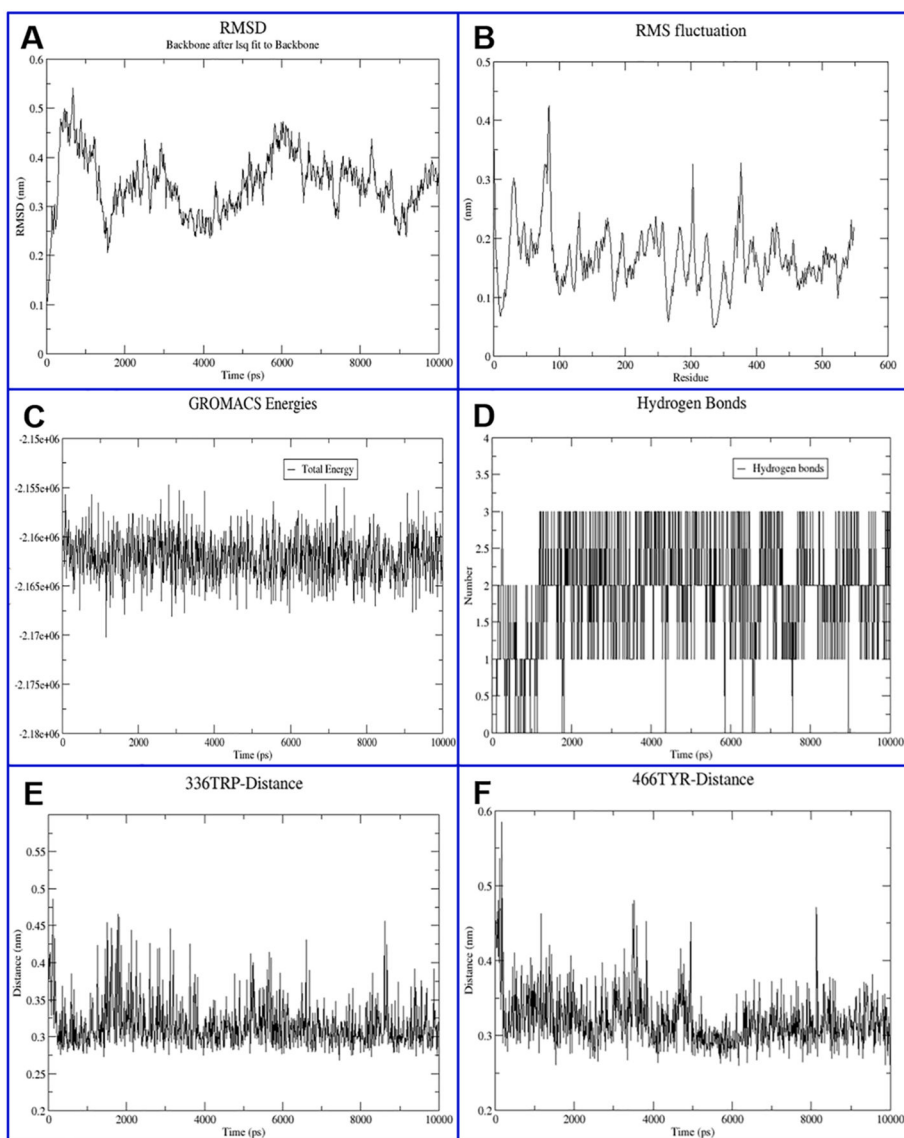 A
RMSD
Backbone after lsq fit to Backbone
0.6
0.5
0.4
0.3
0.2
0.1
0
RMSD (nm)
0 2000 4000 6000 8000 10000
Time (ps)
B
RMS fluctuation
0.5
0.4
0.3
0.2
0.1
0
(nm)
0 100 200 300 400 500 600
Residue
C
GROMACS Energies
Total Energy
-2.15e+06
-2.155e+06
-2.16e+06
-2.165e+06
-2.17e+06
-2.175e+06
-2.18e+06
0 2000 4000 6000 8000 10000
Time (ps)
D
Hydrogen Bonds
Hydrogen bonds
4
3.5
3
2.5
2
1.5
1
0.5
0
Number
0 2000 4000 6000 8000 10000
Time (ps)
E
336TRP-Distance
0.55
0.5
0.45
0.4
0.35
0.3
0.25
0.2
Distance (nm)
0 2000 4000 6000 8000 10000
Time (ps)
F
466TYR-Distance
0.6
0.5
0.4
0.3
0.2
Distance (nm)
0 2000 4000 6000 8000 10000
Time (ps)